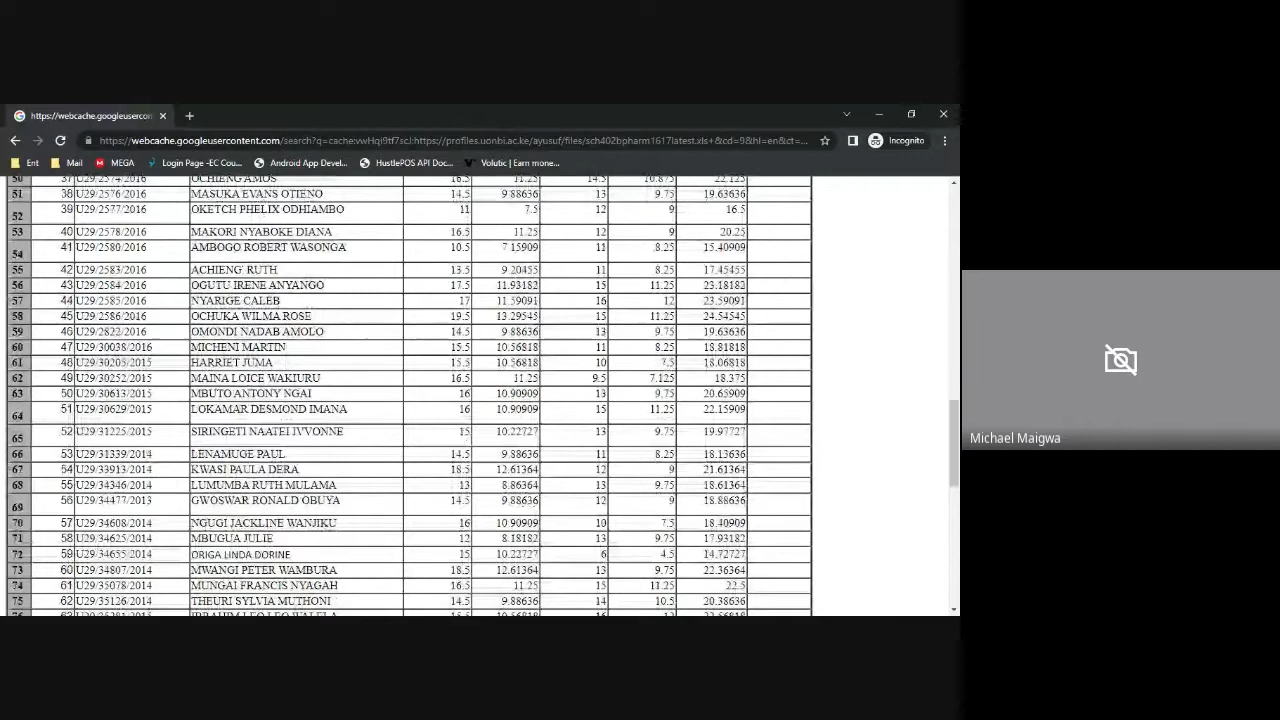 https://webcache.googleusercon
https://webcache.googleusercontent.com/search?q=cache:vwHqi9tf7scJ:https://profiles.uonbi.ac.ke/ayusuf/files/sch402bpharm1617latest.xls+&cd=9&hl=en&ct=... Incognito
Ent Mail MEGA Login Page -EC Cou... Android App Devel... HustlePOS API Doc... Volutic | Earn mone...
50 37 U29/2574/2016 OCHIENG AMOS 16.5 11.25 14.5 10.875 22.125
51 38 U29/2576/2016 MASUKA EVANS OTIENO 14.5 9.88636 13 9.75 19.63636
52 39 U29/2577/2016 OKETCH PHELIX ODHIAMBO 11 7.5 12 9 16.5
53 40 U29/2578/2016 MAKORI NYABOKE DIANA 16.5 11.25 12 9 20.25
54 41 U29/2580/2016 AMBOGO ROBERT WASONGA 10.5 7.15909 11 8.25 15.40909
55 42 U29/2583/2016 ACHIENG' RUTH 13.5 9.20455 11 8.25 17.45455
56 43 U29/2584/2016 OGUTU IRENE ANYANGO 17.5 11.93182 15 11.25 23.18182
57 44 U29/2585/2016 NYARIGE CALEB 17 11.59091 16 12 23.59091
58 45 U29/2586/2016 OCHUKA WILMA ROSE 19.5 13.29545 15 11.25 24.54545
59 46 U29/2822/2016 OMONDI NADAB AMOLO 14.5 9.88636 13 9.75 19.63636
60 47 U29/30038/2016 MICHENI MARTIN 15.5 10.56818 11 8.25 18.81818
61 48 U29/30205/2015 HARRIET JUMA 15.5 10.56818 10 7.5 18.06818
62 49 U29/30252/2015 MAINA LOICE WAKIURU 16.5 11.25 9.5 7.125 18.375
63 50 U29/30613/2015 MBUTO ANTONY NGAI 16 10.90909 13 9.75 20.65909
64 51 U29/30629/2015 LOKAMAR DESMOND IMANA 16 10.90909 15 11.25 22.15909
65 52 U29/31225/2015 SIRINGETI NAATEI IVVONNE 15 10.22727 13 9.75 19.97727
66 53 U29/31339/2014 LENAMUGE PAUL 14.5 9.88636 11 8.25 18.13636
67 54 U29/33913/2014 KWASI PAULA DERA 18.5 12.61364 12 9 21.61364
68 55 U29/34346/2014 LUMUMBA RUTH MULAMA 13 8.86364 13 9.75 18.61364
69 56 U29/34477/2013 GWOSWAR RONALD OBUYA 14.5 9.88636 12 9 18.88636
70 57 U29/34608/2014 NGUGI JACKLINE WANJIKU 16 10.90909 10 7.5 18.40909
71 58 U29/34625/2014 MBUGUA JULIE 12 8.18182 13 9.75 17.93182
72 59 U29/34655/2014 ORIGA LINDA DORINE 15 10.22727 6 4.5 14.72727
73 60 U29/34807/2014 MWANGI PETER WAMBURA 18.5 12.61364 13 9.75 22.36364
74 61 U29/35078/2014 MUNGAI FRANCIS NYAGAH 16.5 11.25 15 11.25 22.5
75 62 U29/35126/2014 THEURI SYLVIA MUTHONI 14.5 9.88636 14 10.5 20.38636
Michael Maigwa